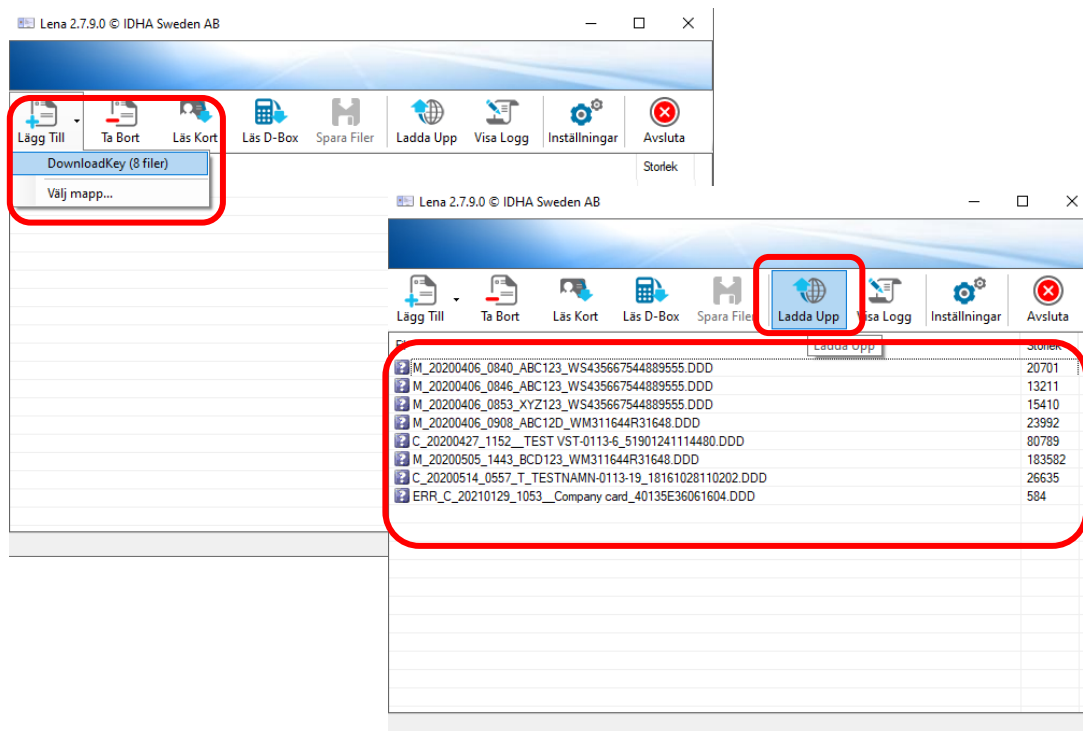 Lena 2.7.9.0 © IDHA Sweden AB
Lägg Till Ta Bort Läs Kort Läs D-Box Spara Filer Ladda Upp Visa Logg Inställningar Avsluta
DownloadKey (8 filer)
Storlek
Välj mapp...
Lena 2.7.9.0 © IDHA Sweden AB
Lägg Till Ta Bort Läs Kort Läs D-Box Spara Filer Ladda Upp Visa Logg Inställningar Avsluta
Ladda Upp Storlek
M_20200406_0840_ABC123_WS435667544889555.DDD 20701
M_20200406_0846_ABC123_WS435667544889555.DDD 13211
M_20200406_0853_XYZ123_WS435667544889555.DDD 15410
M_20200406_0908_ABC12D_WM311644R31648.DDD 23992
C_20200427_1152__TEST VST-0113-6_51901241114480.DDD 80789
M_20200505_1443_BCD123_WM311644R31648.DDD 183582
C_20200514_0557_T_TESTNAMN-0113-19_18161028110202.DDD 26635
ERR_C_20210129_1053__Company card_40135E36061604.DDD 584